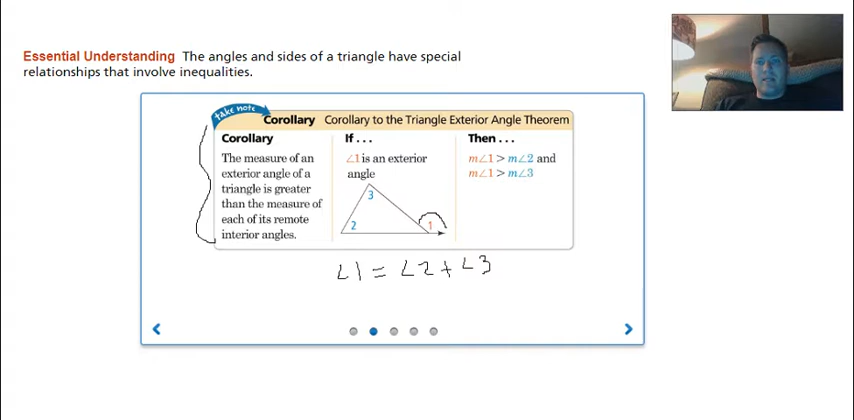 Essential Understanding The angles and sides of a triangle have special
relationships that involve inequalities.
take note
Corollary Corollary to the Triangle Exterior Angle Theorem
Corollary
The measure of an
exterior angle of a
triangle is greater
than the measure of
each of its remote
interior angles.
If . . .
∠1 is an exterior
angle
3
2
1
Then . . .
m∠1 > m∠2 and
m∠1 > m∠3
∠1 = ∠2 + ∠3